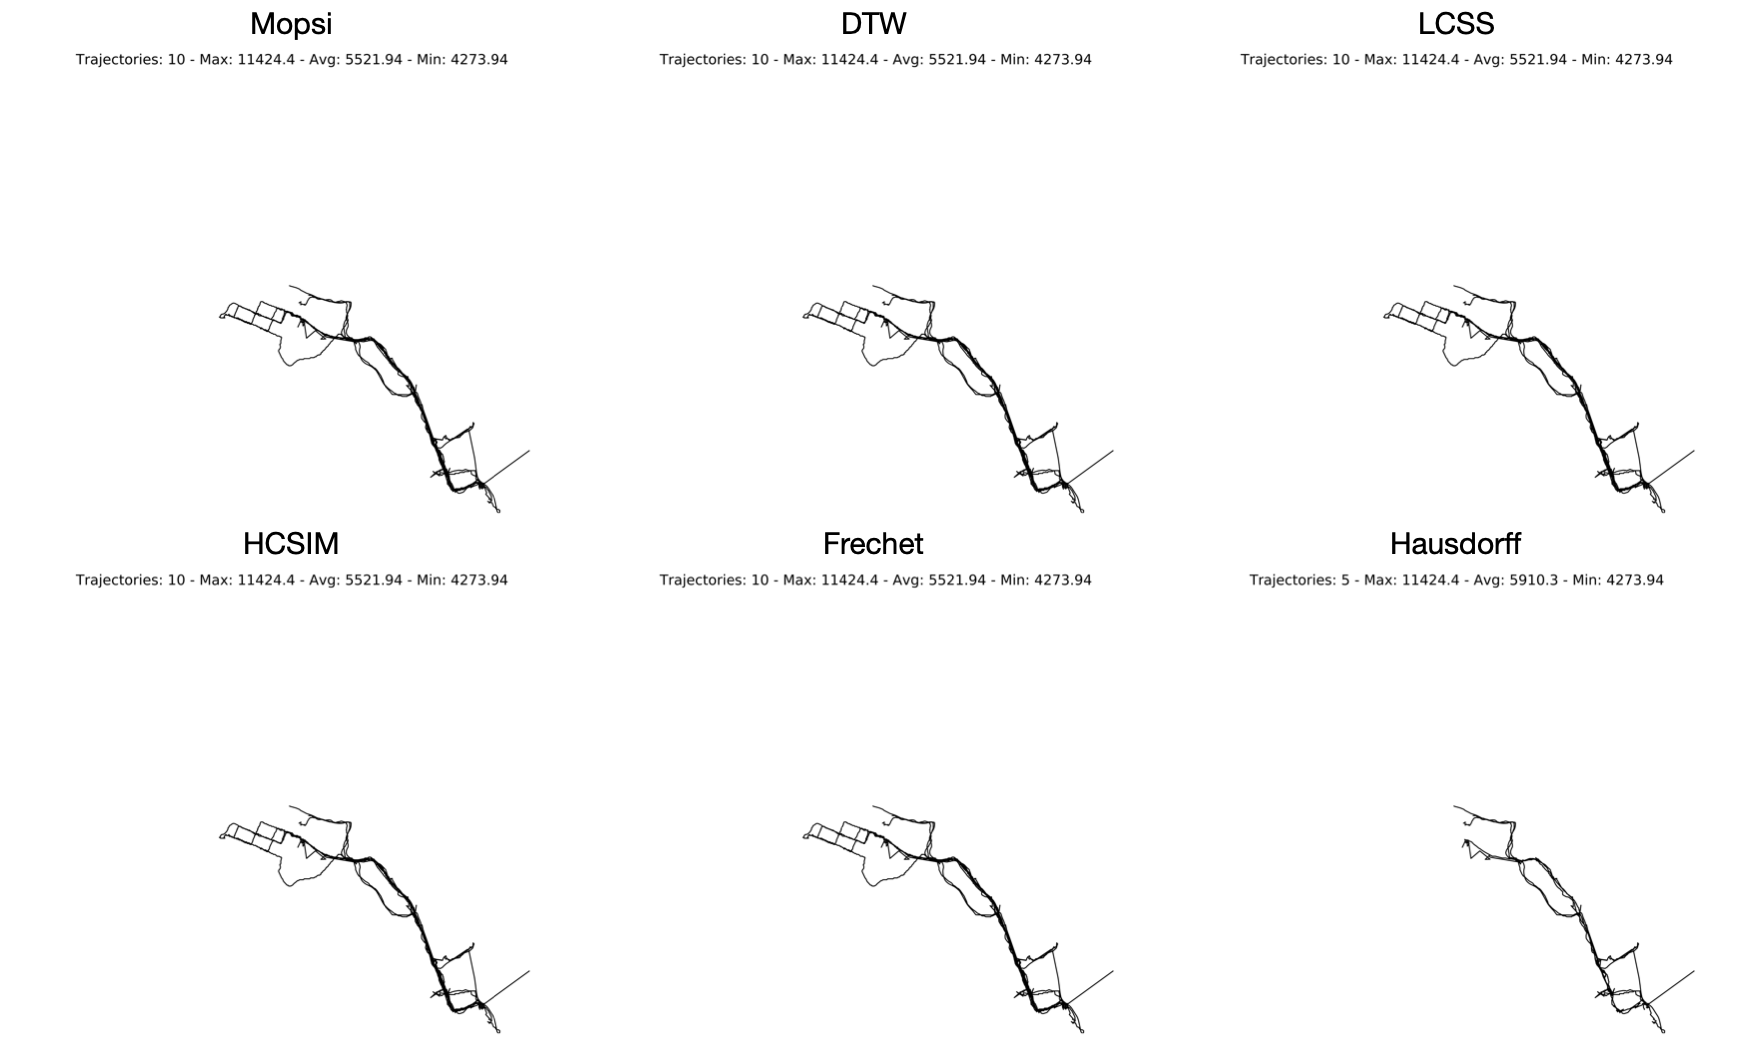 Mopsi
Trajectories: 10 - Max: 11424.4 - Avg: 5521.94 - Min: 4273.94
DTW
Trajectories: 10 - Max: 11424.4 - Avg: 5521.94 - Min: 4273.94
LCSS
Trajectories: 10 - Max: 11424.4 - Avg: 5521.94 - Min: 4273.94
HCSIM
Trajectories: 10 - Max: 11424.4 - Avg: 5521.94 - Min: 4273.94
Frechet
Trajectories: 10 - Max: 11424.4 - Avg: 5521.94 - Min: 4273.94
Hausdorff
Trajectories: 5 - Max: 11424.4 - Avg: 5910.3 - Min: 4273.94